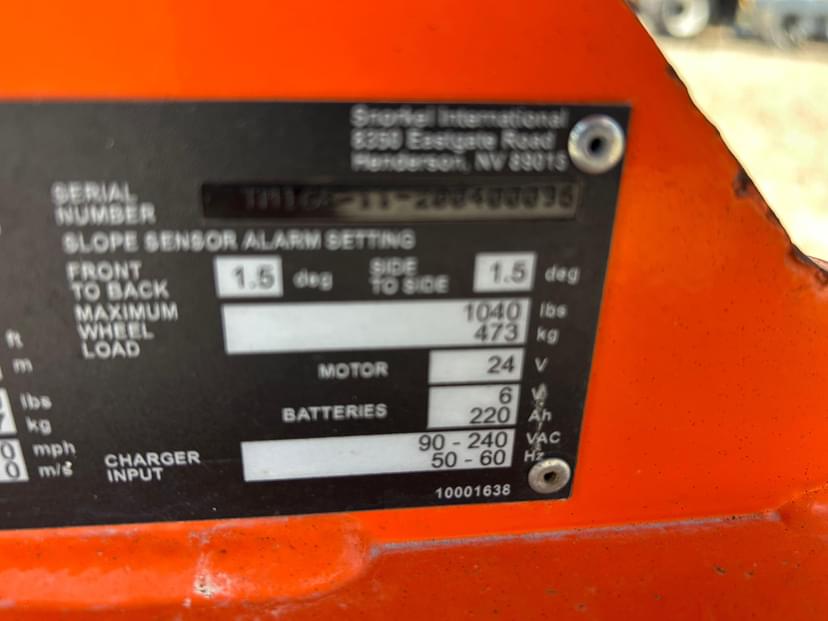 Snorkel International
8350 Eastgate Road
Henderson, NV 89015
SERIAL
NUMBER
SLOPE SENSOR ALARM SETTING
FRONT
TO BACK
1.5 deg
SIDE
TO SIDE
1.5 deg
MAXIMUM
WHEEL
LOAD
1040 lbs
473 kg
MOTOR 24 V
BATTERIES
6 V
220 Ah
CHARGER
INPUT
90 - 240 VAC
50 - 60 Hz
10001638
ft
m
lbs
kg
0 mph
0 m/s